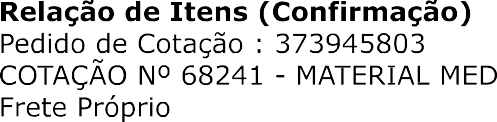 Relação de Itens (Confirmação)
Pedido de Cotação : 373945803
COTAÇÃO Nº 68241 - MATERIAL MED
Frete Próprio